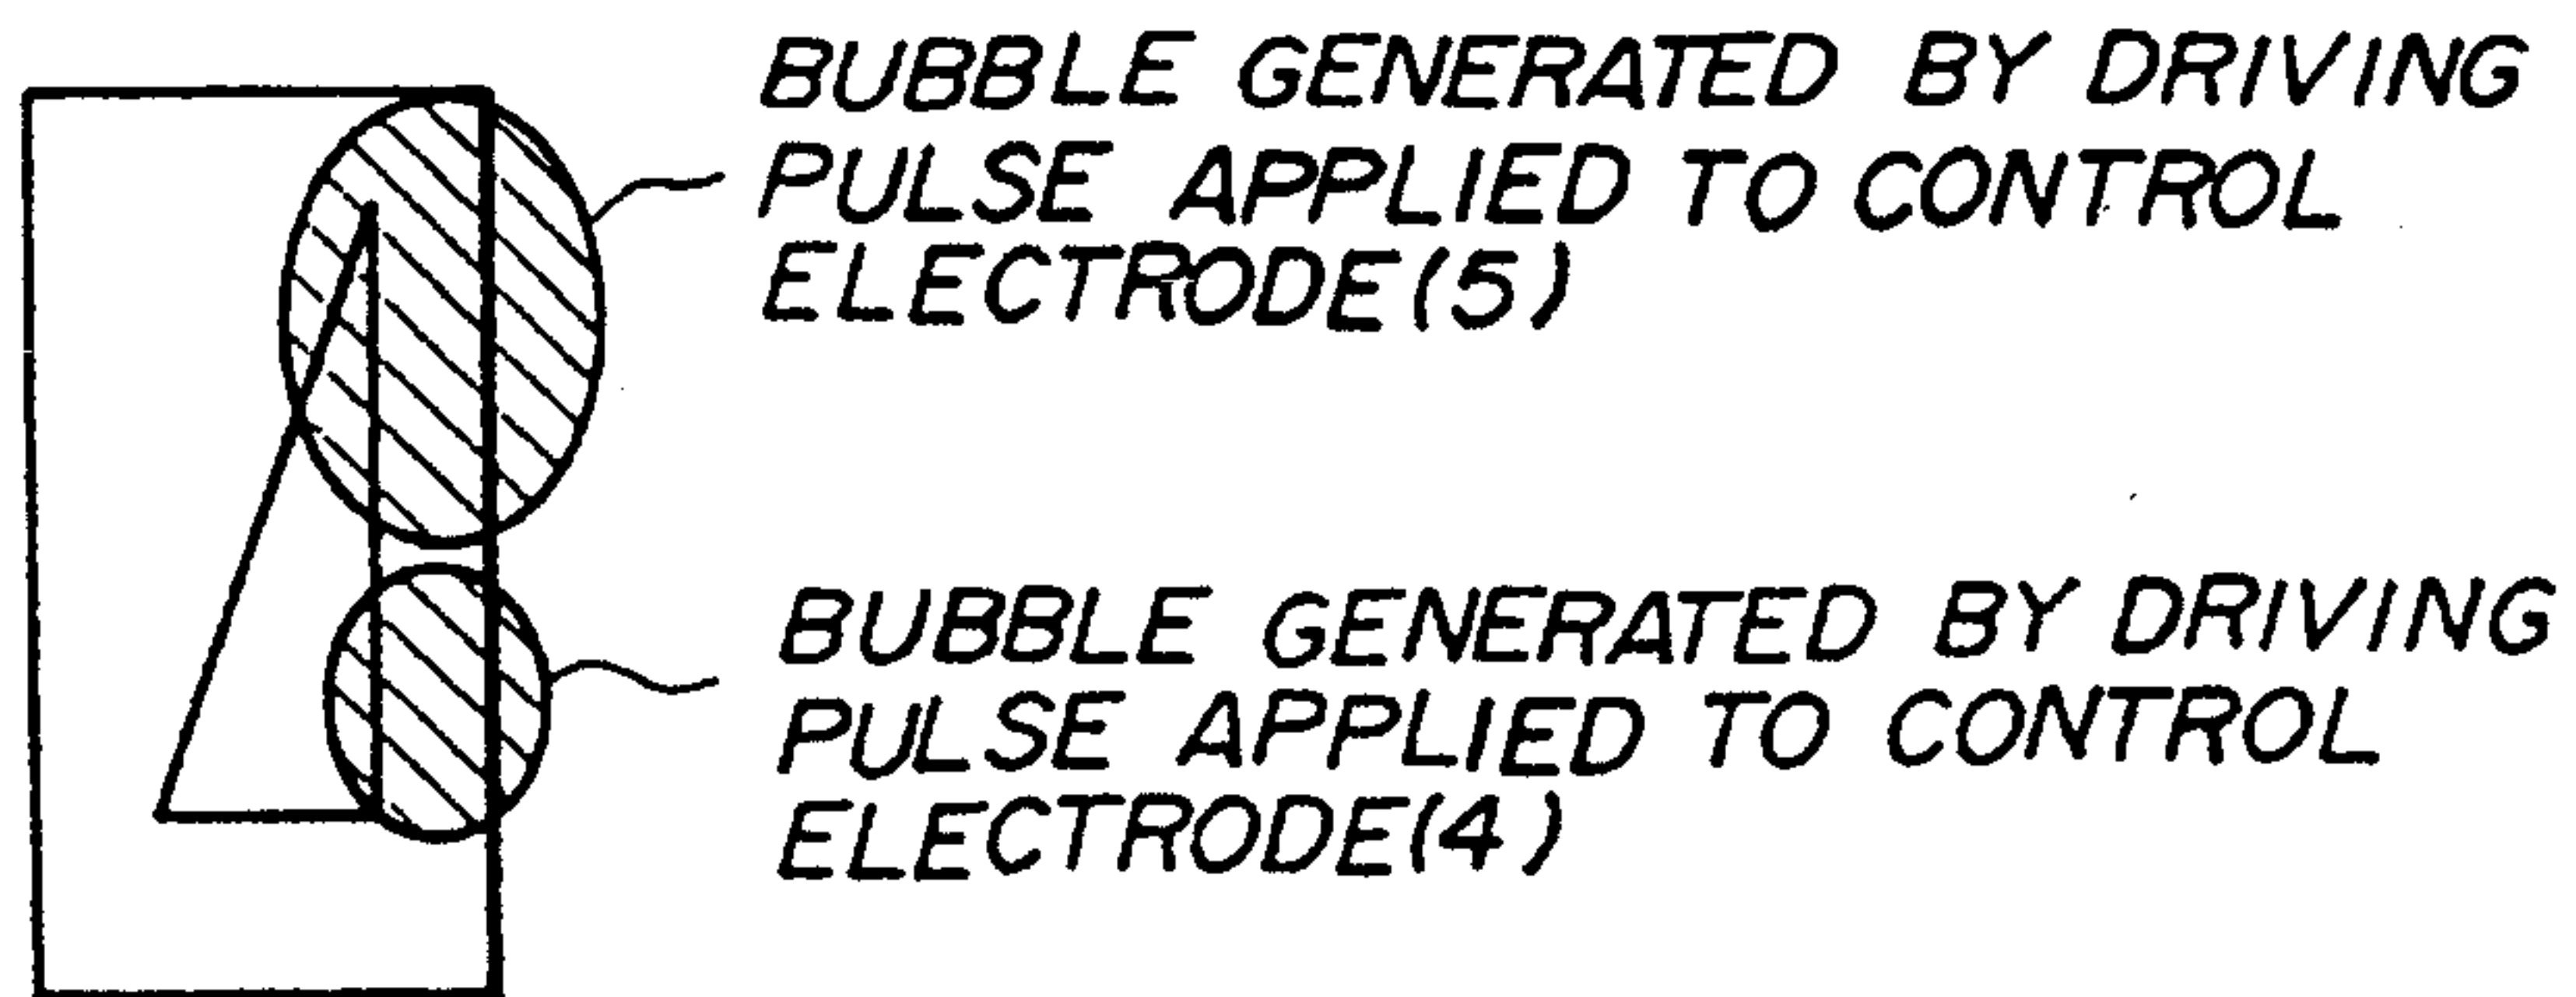 BUBBLE GENERATED BY DRIVING
PULSE APPLIED TO CONTROL
ELECTRODE(5)
BUBBLE GENERATED BY DRIVING
PULSE APPLIED TO CONTROL
ELECTRODE(4)